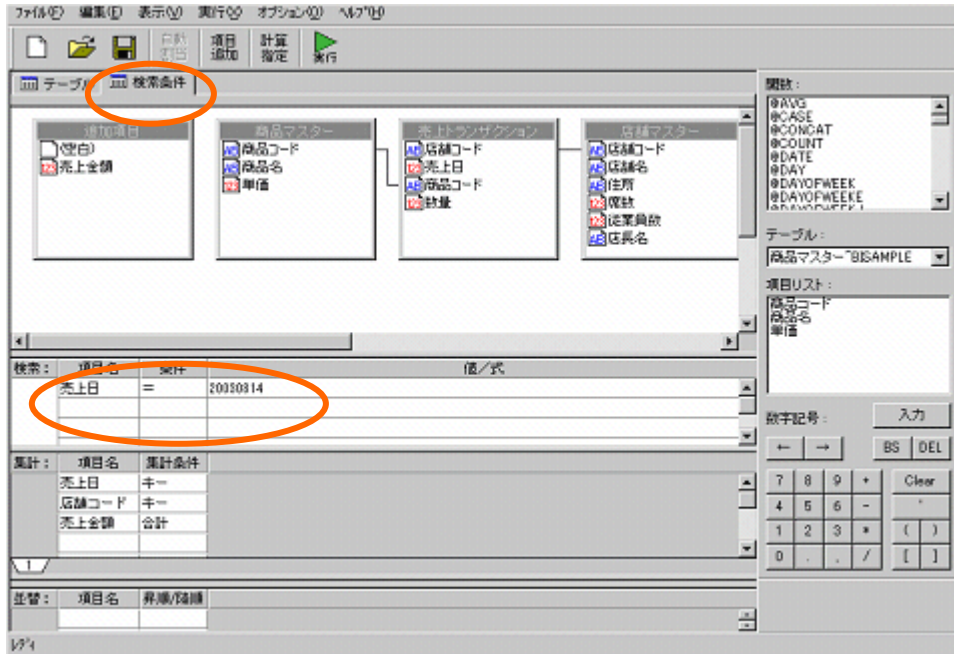 ファイル(F) 編集(E) 表示(V) 実行(X) オプション(O) ヘルプ(H)
自動割当 項目追加 計算指定 実行
テーブル 検索条件
追加項目
(空白)
売上金額
商品マスター
商品コード
商品名
単価
売上トランザクション
店舗コード
売上日
商品コード
数量
店舗マスター
店舗コード
店舗名
住所
席数
従業員数
店長名
関数:
@AVG
@CASE
@CONCAT
@COUNT
@DATE
@DAY
@DAYOFWEEK
@DAYOFWEEKE
テーブル:
商品マスター~BISAMPLE
項目リスト:
商品コード
商品名
単価
検索: 項目名 条件 値/式
売上日 = 20030314
集計: 項目名 集計条件
売上日 キー
店舗コード キー
売上金額 合計
1
並替: 項目名 昇順/降順
数字記号: 入力
← → BS DEL
7 8 9 + Clear
4 5 6 - '
1 2 3 * ( )
0 . , / [ ]
レディ